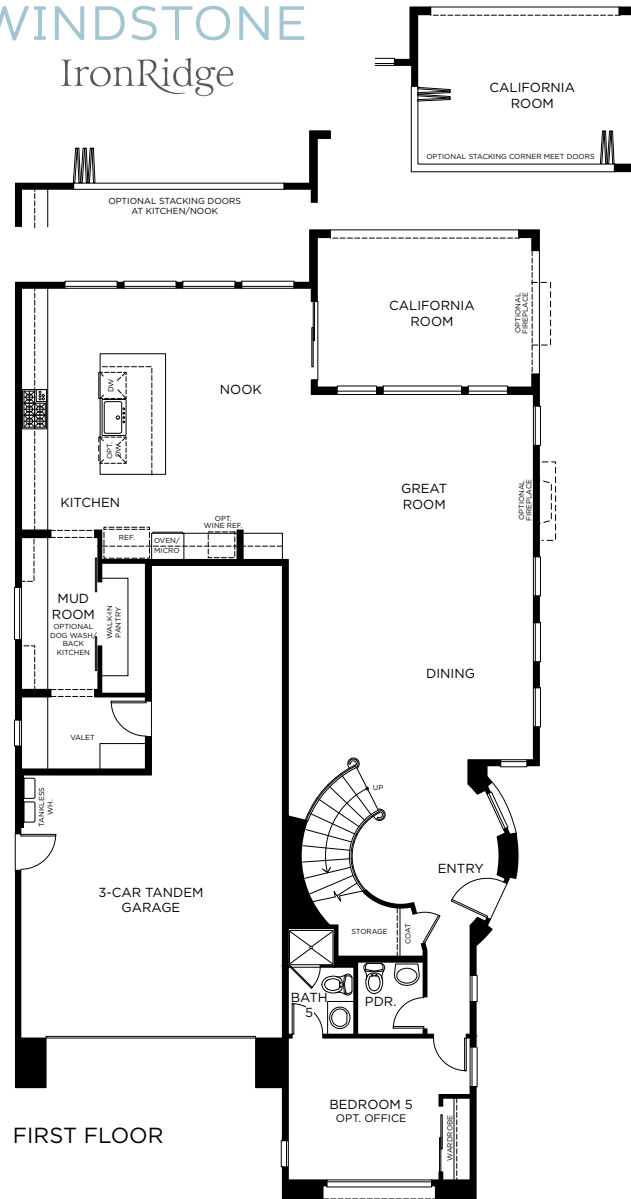 WINDSTONE
IronRidge
CALIFORNIA
ROOM
OPTIONAL STACKING CORNER MEET DOORS
OPTIONAL STACKING DOORS
AT KITCHEN/NOOK
CALIFORNIA
ROOM
OPTIONAL
FIREPLACE
DW
NOOK
OPT.
DW
KITCHEN
GREAT
ROOM
OPTIONAL
FIREPLACE
OPT.
WINE REF.
REF.
OVEN/
MICRO
MUD
ROOM
OPTIONAL
DOG WASH/
BACK
KITCHEN
WALK-IN
PANTRY
DINING
VALET
UP
TANKLESS
WH.
ENTRY
3-CAR TANDEM
GARAGE
STORAGE
COAT
BATH
5
PDR.
BEDROOM 5
OPT. OFFICE
WARDROBE
FIRST FLOOR